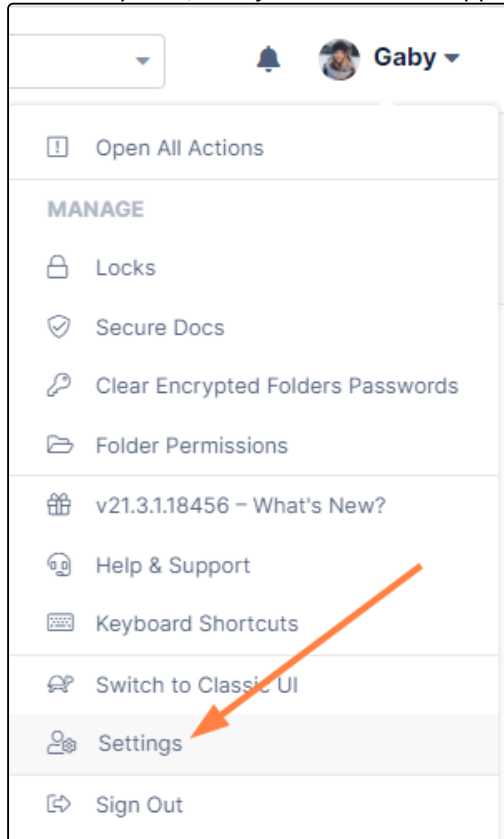 Gaby
Open All Actions
MANAGE
Locks
Secure Docs
Clear Encrypted Folders Passwords
Folder Permissions
v21.3.1.18456 – What's New?
Help & Support
Keyboard Shortcuts
Switch to Classic UI
Settings
Sign Out